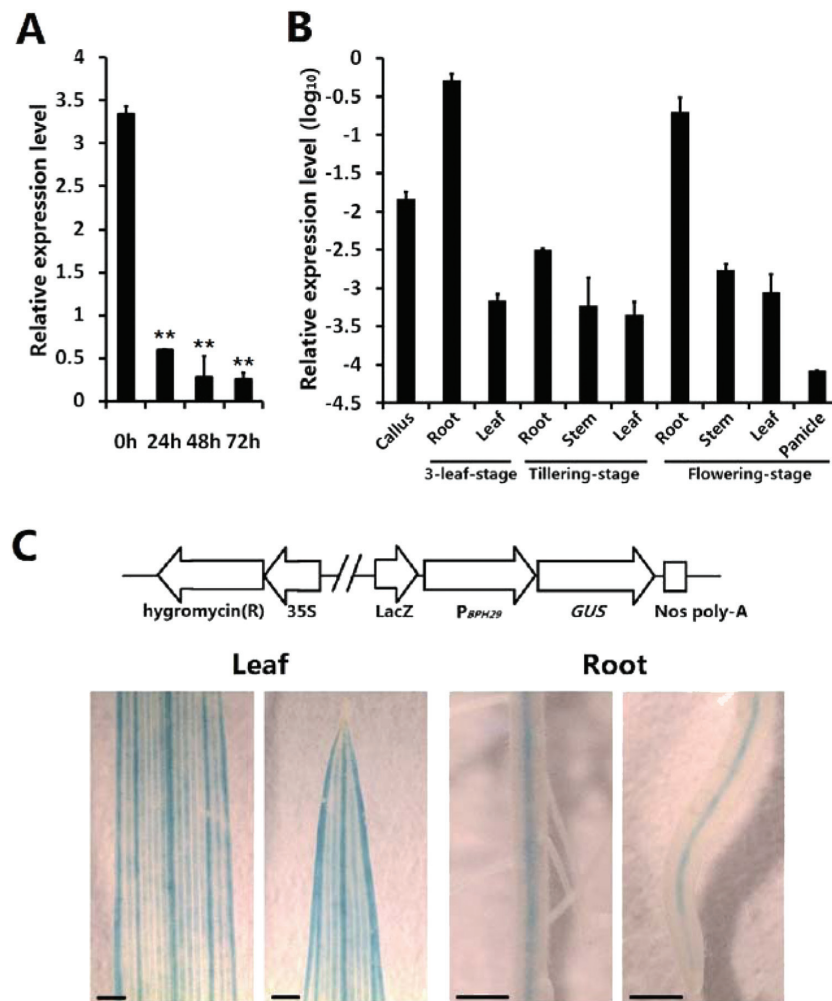 A
Relative expression level
4
3.5
3
2.5
2
1.5
1
0.5
0
** ** **
0h 24h 48h 72h
B
Relative expression level (log10)
0
-0.5
-1
-1.5
-2
-2.5
-3
-3.5
-4
-4.5
Callus Root Leaf Root Stem Leaf Root Stem Leaf Panicle
3-leaf-stage Tillering-stage Flowering-stage
C
hygromycin(R) 35S LacZ PBPH29 GUS Nos poly-A
Leaf Root